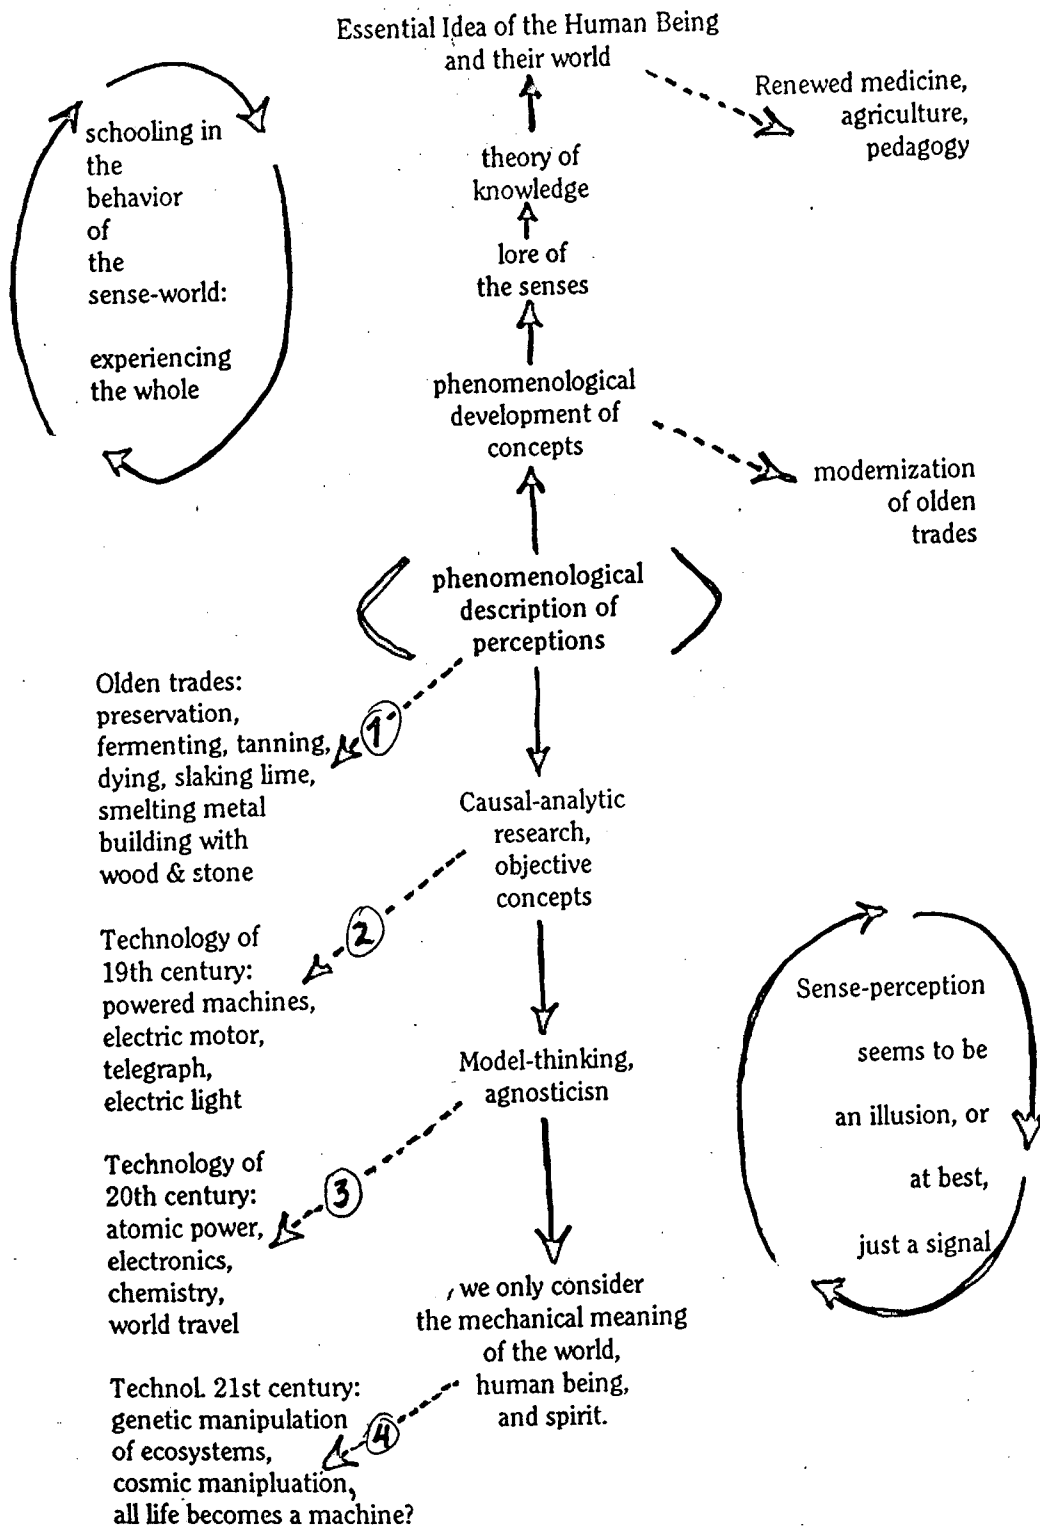 Essential Idea of the Human Being
and their world
Renewed medicine,
agriculture,
pedagogy
schooling in
the
behavior
of
the
sense-world:
experiencing
the whole
theory of
knowledge
lore of
the senses
phenomenological
development of
concepts
modernization
of olden
trades
phenomenological
description of
perceptions
Olden trades:
preservation,
fermenting, tanning,
dying, slaking lime,
smelting metal
building with
wood & stone
1
Causal-analytic
research,
objective
concepts
2
Technology of
19th century:
powered machines,
electric motor,
telegraph,
electric light
Sense-perception
seems to be
an illusion, or
at best,
just a signal
Model-thinking,
agnosticisn
3
Technology of
20th century:
atomic power,
electronics,
chemistry,
world travel
we only consider
the mechanical meaning
of the world,
human being,
and spirit.
4
Technol. 21st century:
genetic manipulation
of ecosystems,
cosmic manipluation,
all life becomes a machine?